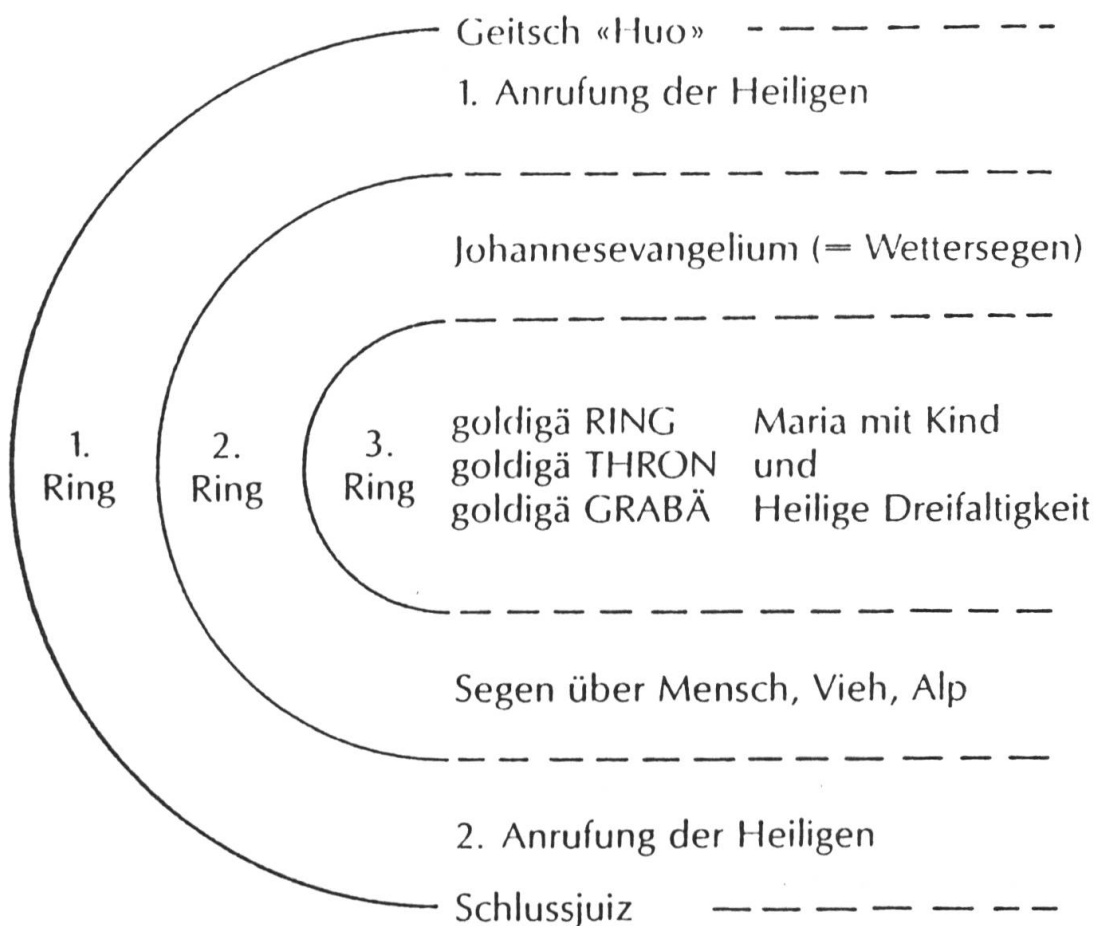 Geitsch «Huo»
1. Anrufung der Heiligen
Johannesevangelium (= Wettersegen)
1. Ring
2. Ring
3. Ring
goldigä RING Maria mit Kind
goldigä THRON und
goldigä GRABÄ Heilige Dreifaltigkeit
Segen über Mensch, Vieh, Alp
2. Anrufung der Heiligen
Schlussjuiz